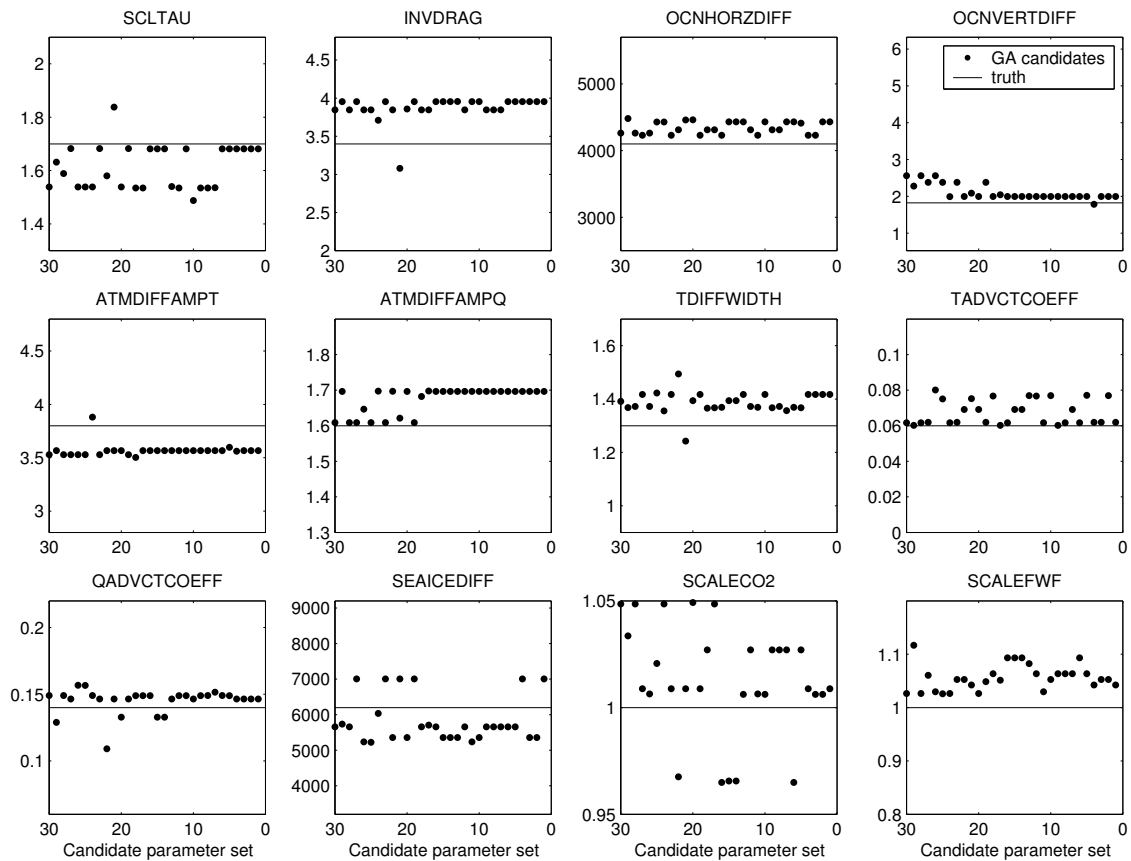 SCLTAU INVDRAG OCNHORZDIFF OCNVERTDIFF
2
1.8
1.6
1.4
30 20 10 0
5
4.5
4
3.5
3
2.5
2
30 20 10 0
5000
4000
3000
30 20 10 0
6
5
4
3
2
1
30 20 10 0
GA candidates
truth
ATMDIFFAMPT ATMDIFFAMPQ TDIFFWIDTH TADVCTCOEFF
4.5
4
3.5
3
30 20 10 0
1.9
1.8
1.7
1.6
1.5
1.4
1.3
30 20 10 0
1.6
1.4
1.2
1
30 20 10 0
0.1
0.08
0.06
0.04
0.02
0
30 20 10 0
QADVCTCOEFF SEAICEDIFF SCALECO2 SCALEFWF
0.2
0.15
0.1
30 20 10 0
Candidate parameter set
9000
8000
7000
6000
5000
4000
30 20 10 0
Candidate parameter set
1.05
1
0.95
30 20 10 0
Candidate parameter set
1.1
1
0.9
0.8
30 20 10 0
Candidate parameter set